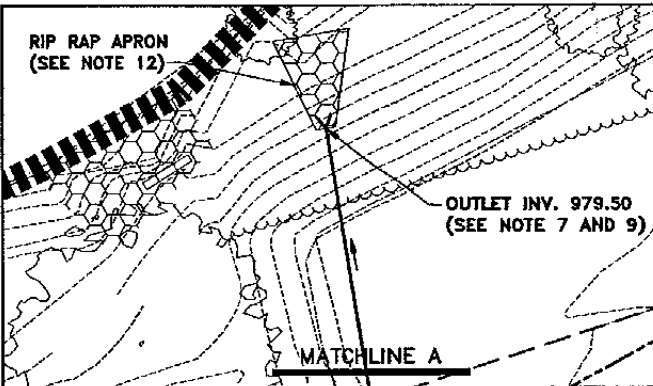 RIP RAP APRON
(SEE NOTE 12)
OUTLET INV. 979.50
(SEE NOTE 7 AND 9)
MATCHLINE A